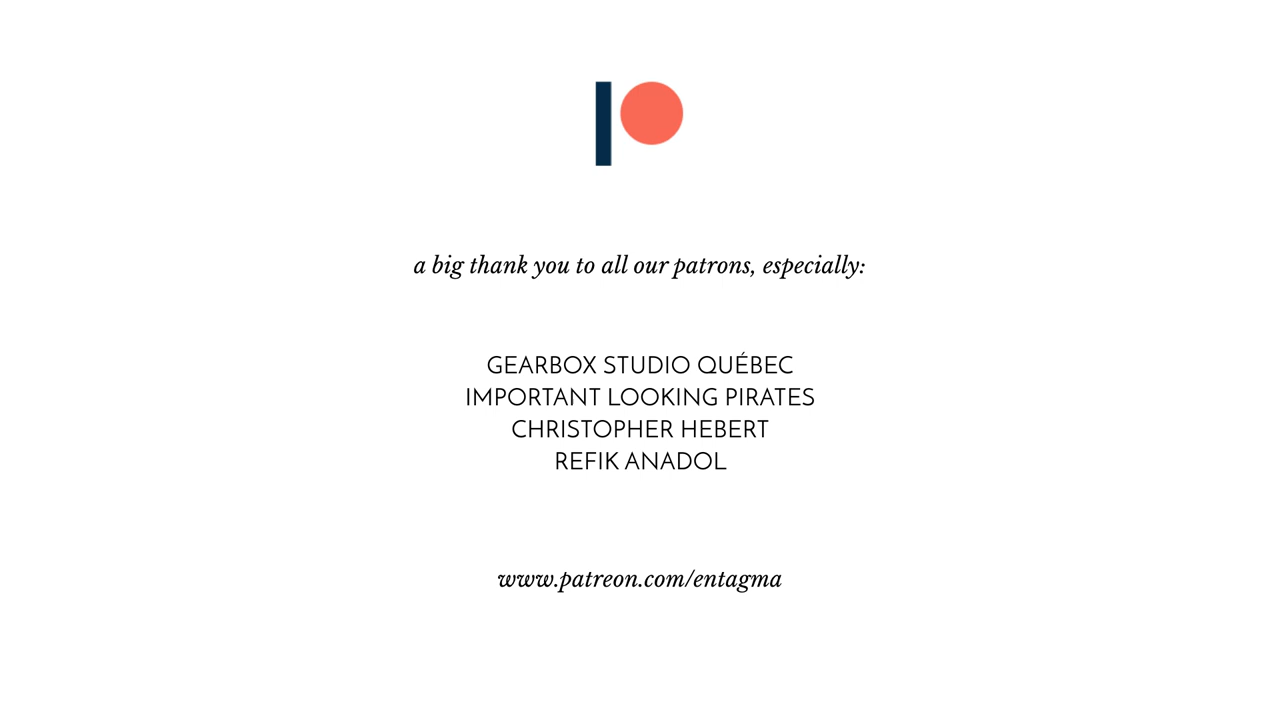 a big thank you to all our patrons, especially:
GEARBOX STUDIO QUÉBEC
IMPORTANT LOOKING PIRATES
CHRISTOPHER HEBERT
REFIK ANADOL
www.patreon.com/entagma